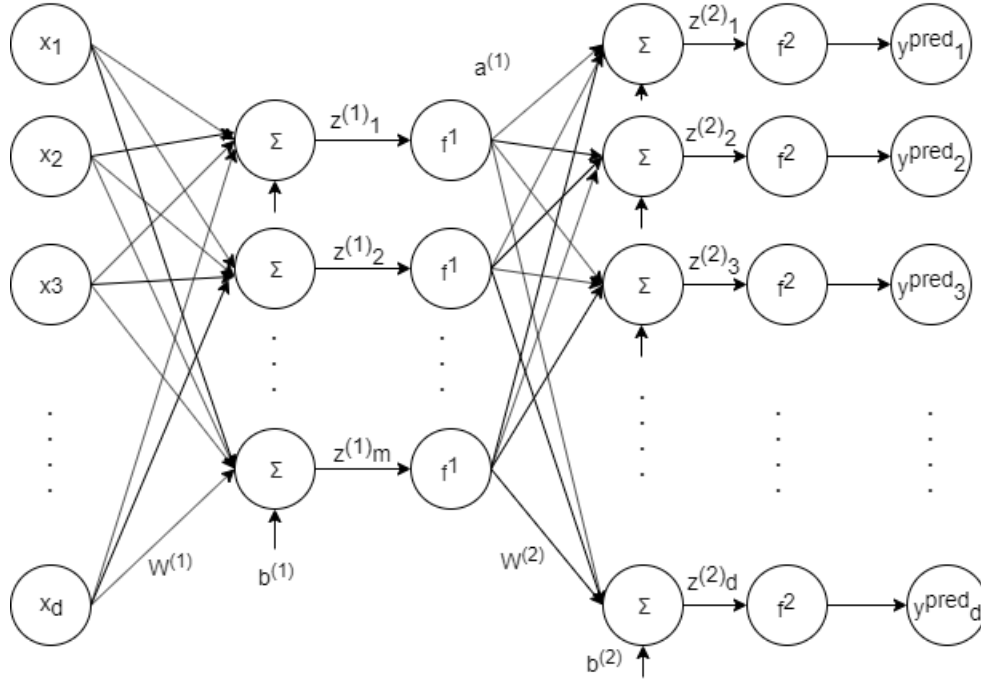 x₁ Σ z⁽²⁾₁ f² yᵖʳᵉᵈ₁
a⁽¹⁾
x₂ Σ z⁽¹⁾₁ f¹ Σ z⁽²⁾₂ f² yᵖʳᵉᵈ₂
x3 Σ z⁽¹⁾₂ f¹ Σ z⁽²⁾₃ f² yᵖʳᵉᵈ₃
Σ z⁽¹⁾m f¹
W⁽¹⁾ b⁽¹⁾ W⁽²⁾
xd Σ z⁽²⁾d f² yᵖʳᵉᵈd
b⁽²⁾